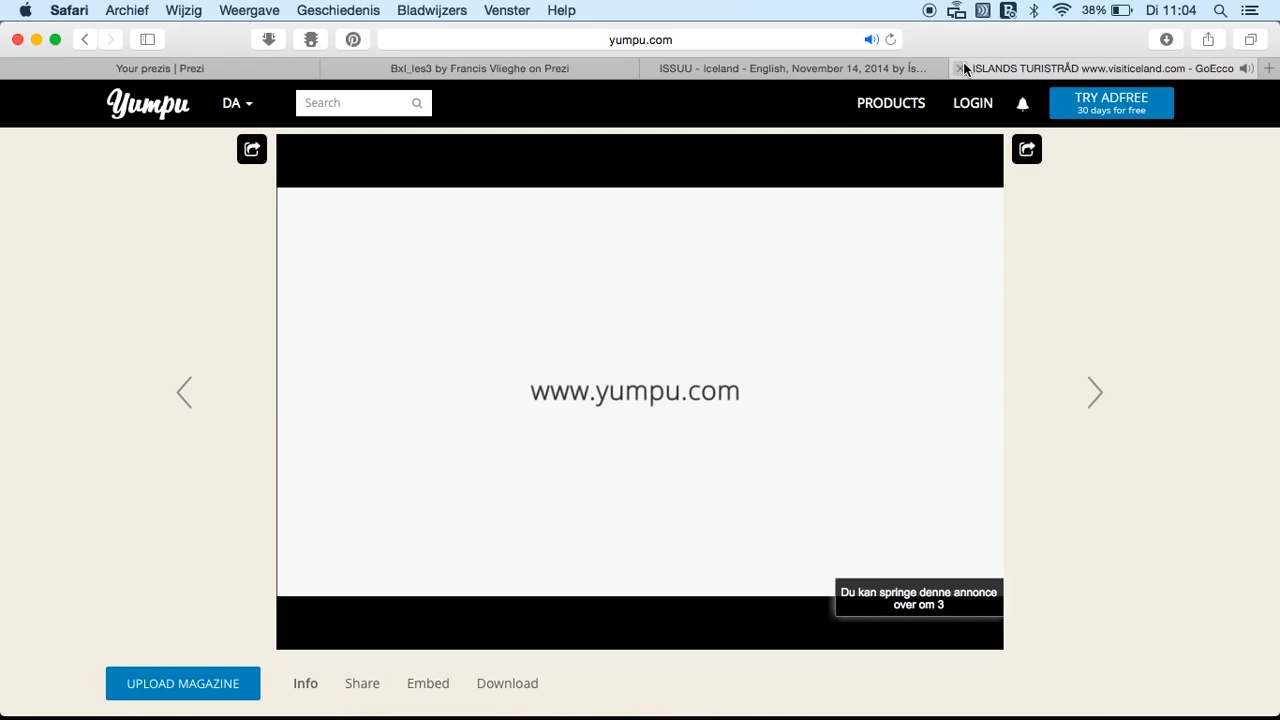 Safari Archief Wijzig Weergave Geschiedenis Bladwijzers Venster Help 38% Di 11:04
yumpu.com
Your prezis | Prezi Bxl_les3 by Francis Vlieghe on Prezi ISSUU - Iceland - English, November 14, 2014 by Ís... ISLANDS TURISTRÅD www.visiticeland.com - GoEcco
Yumpu DA Search PRODUCTS LOGIN TRY ADFREE
30 days for free
www.yumpu.com
Du kan springe denne annonce
over om 3
UPLOAD MAGAZINE Info Share Embed Download